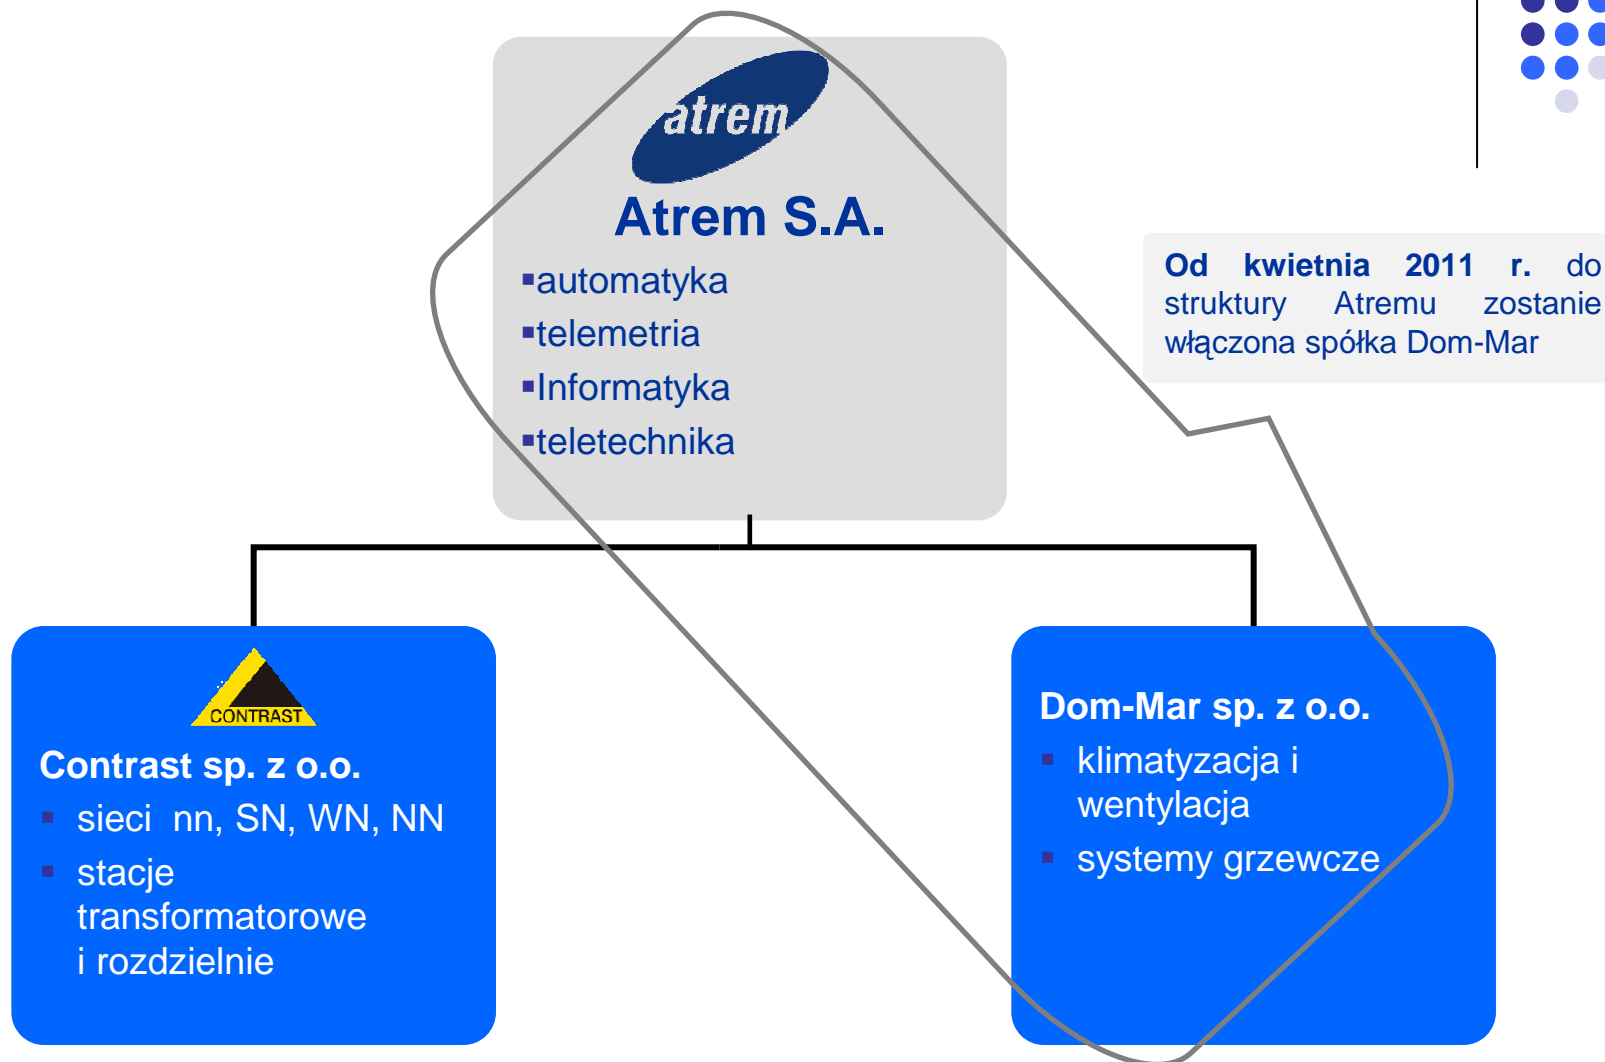 atrem
Atrem S.A.
▪automatyka
▪telemetria
▪Informatyka
▪teletechnika
Od kwietnia 2011 r. do
struktury Atremu zostanie
włączona spółka Dom-Mar
CONTRAST
Contrast sp. z o.o.
▪ sieci nn, SN, WN, NN
▪ stacje
transformatorowe
i rozdzielnie
Dom-Mar sp. z o.o.
▪ klimatyzacja i
wentylacja
▪ systemy grzewcze